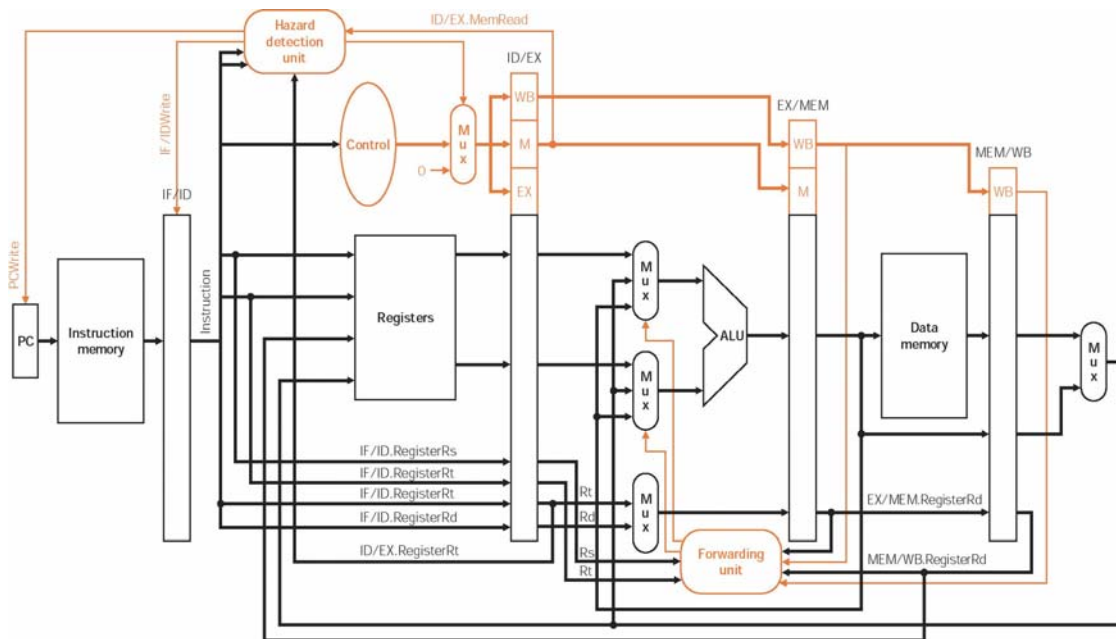 Hazard
detection
unit
ID/EX.MemRead
ID/EX
WB
EX/MEM
IF/IDWrite
Control
M
u
x
M
WB
MEM/WB
0
EX
M
WB
IF/ID
PCWrite
Instruction
M
u
x
PC
Instruction
memory
Registers
ALU
Data
memory
M
u
x
M
u
x
IF/ID.RegisterRs
IF/ID.RegisterRt
IF/ID.RegisterRt
Rt
M
u
x
EX/MEM.RegisterRd
IF/ID.RegisterRd
Rd
ID/EX.RegisterRt
Rs
Rt
Forwarding
unit
MEM/WB.RegisterRd